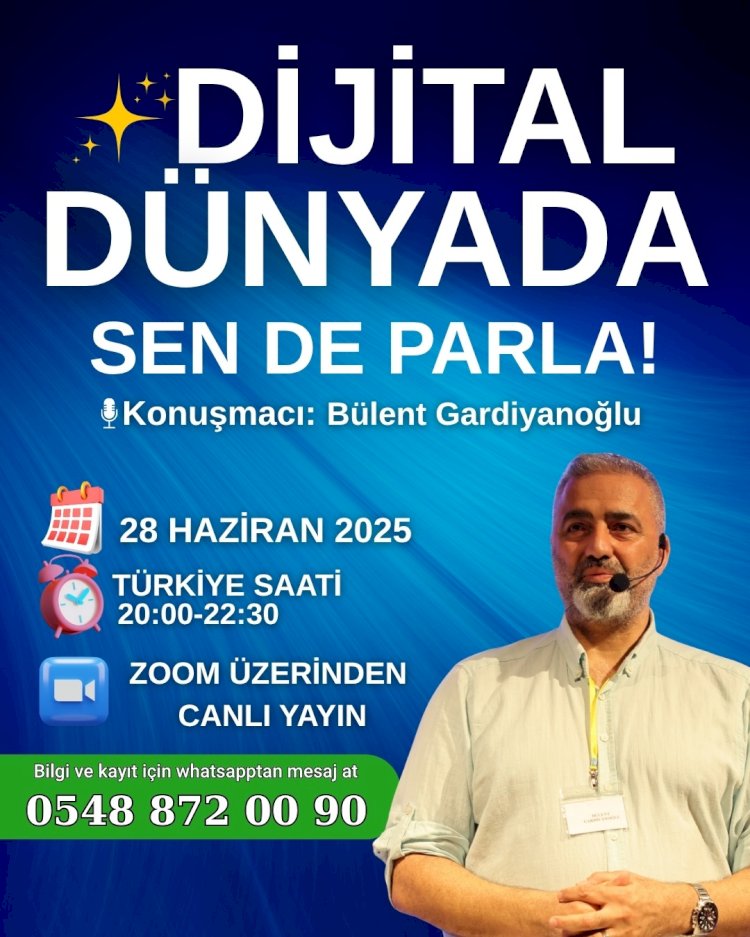 DİJİTAL
DÜNYADA
SEN DE PARLA!
Konuşmacı: Bülent Gardiyanoğlu
28 HAZİRAN 2025
TÜRKİYE SAATİ
20:00-22:30
ZOOM ÜZERİNDEN
CANLI YAYIN
Bilgi ve kayıt için whatsapptan mesaj at
0548 872 00 90